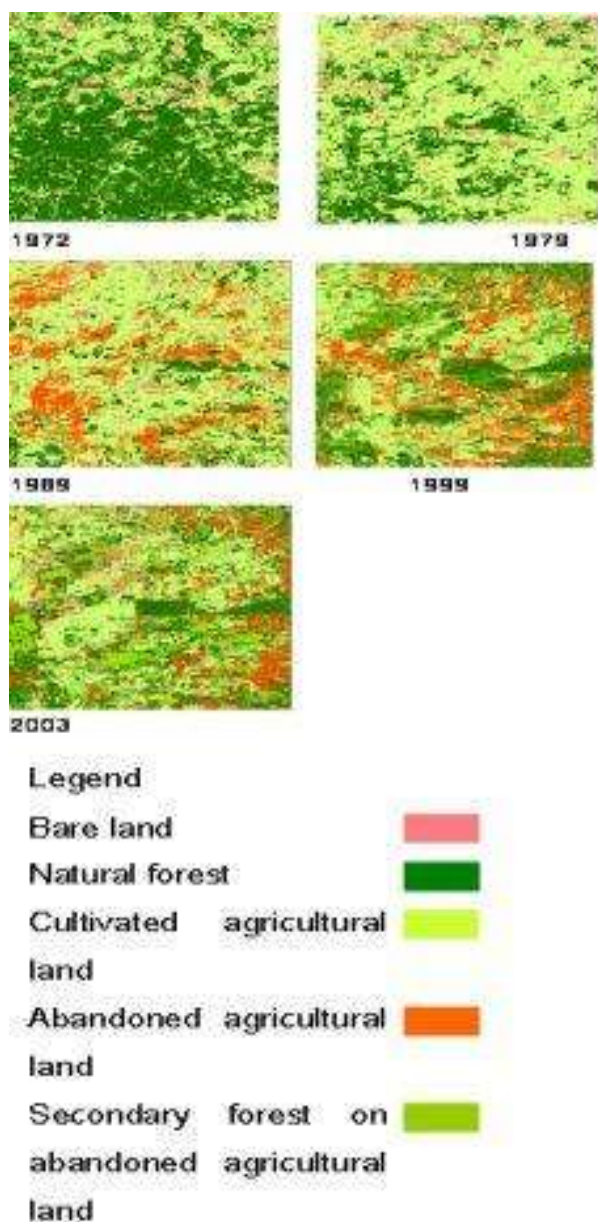 1972
1979
1989
1999
2003
Legend
Bare land
Natural forest
Cultivated agricultural
land
Abandoned agricultural
land
Secondary forest on
abandoned agricultural
land